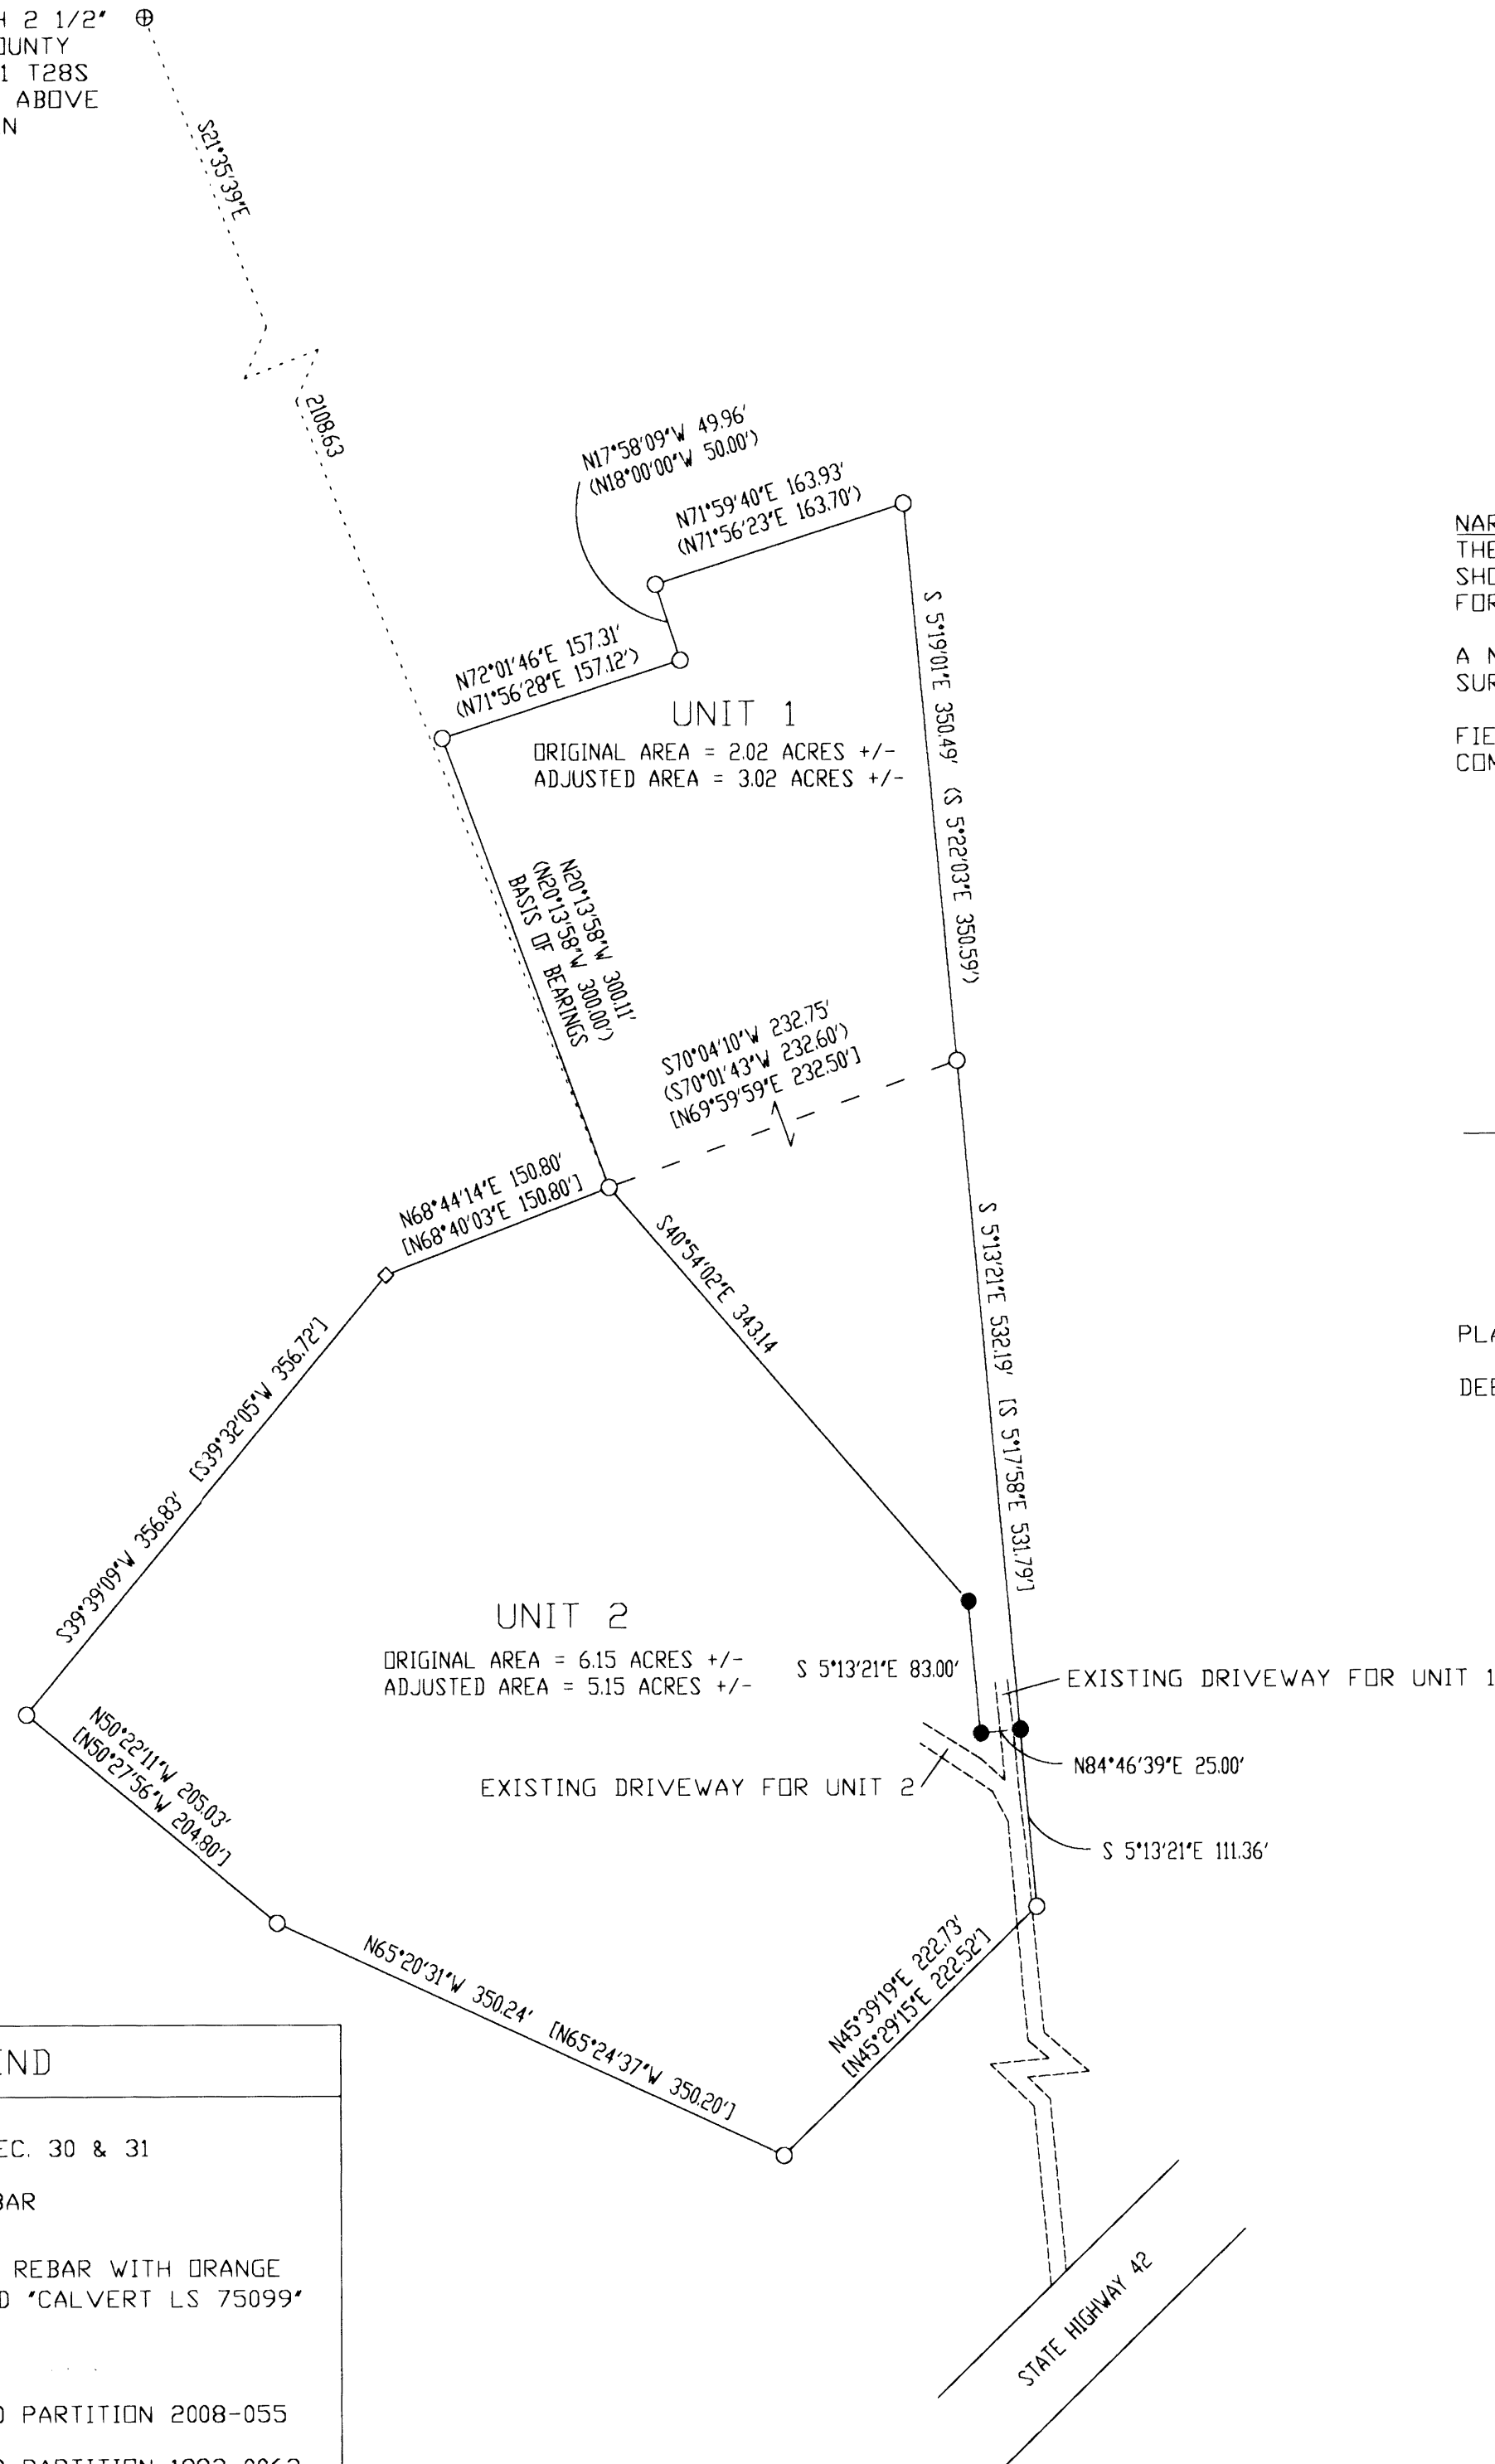 H 2 1/2"
OUNTY
1 T28S
ABOVE
N
S21°35'39"E
2108.63
N17°58'09"W 49.96'
(N18°00'00"W 50.00')
N71°59'40"E 163.93'
(N71°56'23"E 163.70')
N72°01'46"E 157.31'
(N71°56'28"E 157.12')
UNIT 1
ORIGINAL AREA = 2.02 ACRES +/-
ADJUSTED AREA = 3.02 ACRES +/-
S 5°19'01"E 350.49' (S 5°22'03"E 350.59')
NAR
THE
SHO
FOR
A N
SUR
FIE
COM
N20°13'58"W 300.11'
(N20°13'58"W 300.00')
BASIS OF BEARINGS
S70°04'10"W 232.75'
(S70°01'43"W 232.60')
[N69°59'59"E 232.50']
N68°44'14"E 150.80'
[N68°40'03"E 150.80']
S40°54'02"E 343.14
S 5°13'21"E 532.19' [S 5°17'58"E 531.79']
PLA
DEE
S39°39'09"W 356.83' [S39°32'05"W 356.72']
UNIT 2
ORIGINAL AREA = 6.15 ACRES +/-
ADJUSTED AREA = 5.15 ACRES +/-
S 5°13'21"E 83.00'
EXISTING DRIVEWAY FOR UNIT 1
N84°46'39"E 25.00'
EXISTING DRIVEWAY FOR UNIT 2
S 5°13'21"E 111.36'
N50°22'11"W 205.03'
[N50°27'56"W 204.80']
N65°20'31"W 350.24' [N65°24'37"W 350.20']
N45°39'19"E 222.73'
[N45°29'15"E 222.52']
END
EC. 30 & 31
BAR
REBAR WITH ORANGE
D "CALVERT LS 75099"
D PARTITION 2008-055
STATE HIGHWAY 42